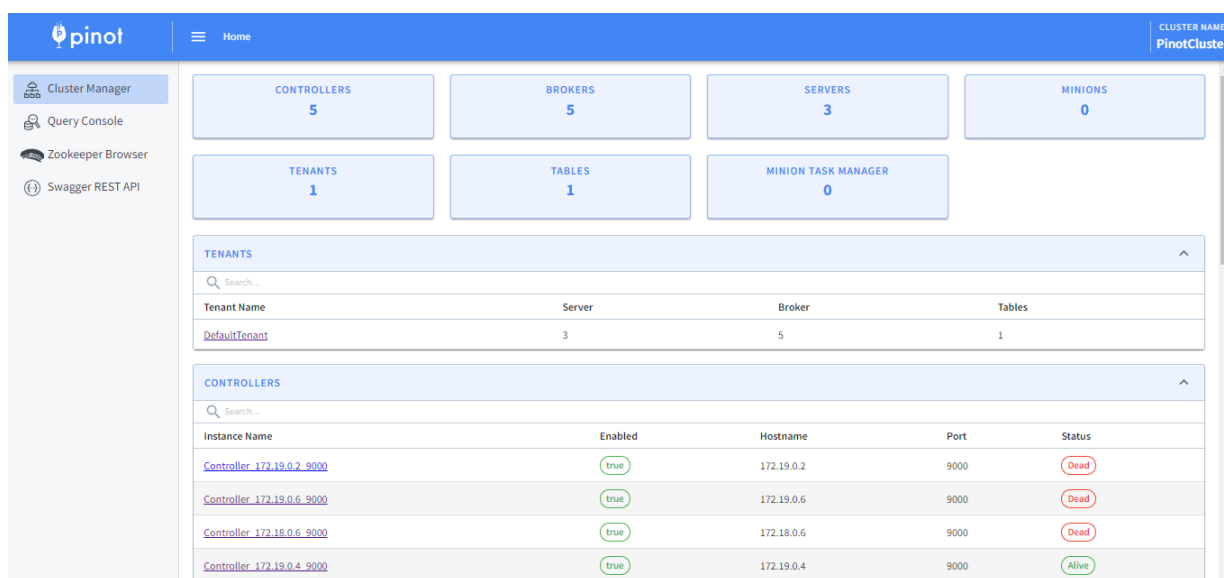 pinot
Home
CLUSTER NAME
PinotCluste
Cluster Manager
Query Console
Zookeeper Browser
Swagger REST API
CONTROLLERS
5
BROKERS
5
SERVERS
3
MINIONS
0
TENANTS
1
TABLES
1
MINION TASK MANAGER
0
TENANTS
Search...
Tenant Name Server Broker Tables
DefaultTenant 3 5 1
CONTROLLERS
Search...
Instance Name Enabled Hostname Port Status
Controller_172.19.0.2_9000 true 172.19.0.2 9000 Dead
Controller_172.19.0.6_9000 true 172.19.0.6 9000 Dead
Controller_172.18.0.6_9000 true 172.18.0.6 9000 Dead
Controller_172.19.0.4_9000 true 172.19.0.4 9000 Alive